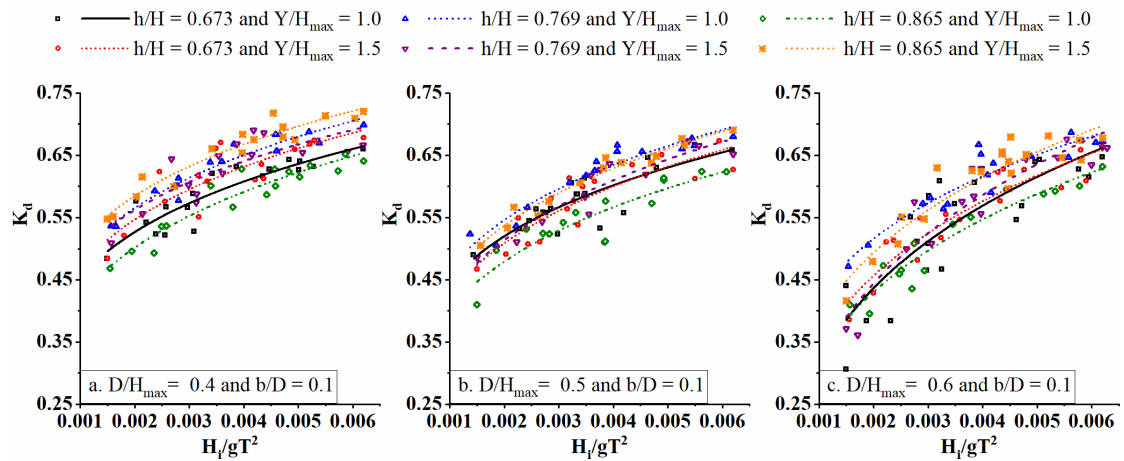 h/H = 0.673 and Y/Hmax = 1.0 h/H = 0.769 and Y/Hmax = 1.0 h/H = 0.865 and Y/Hmax = 1.0
h/H = 0.673 and Y/Hmax = 1.5 h/H = 0.769 and Y/Hmax = 1.5 h/H = 0.865 and Y/Hmax = 1.5
0.75 0.75 0.75
0.65 0.65 0.65
Kd Kd Kd
0.55 0.55 0.55
0.45 0.45 0.45
0.35 0.35 0.35
a. D/Hmax= 0.4 and b/D = 0.1 b. D/Hmax= 0.5 and b/D = 0.1 c. D/Hmax= 0.6 and b/D = 0.1
0.25 0.25 0.25
0.001 0.002 0.003 0.004 0.005 0.006 0.001 0.002 0.003 0.004 0.005 0.006 0.001 0.002 0.003 0.004 0.005 0.006
Hi/gT² Hi/gT² Hi/gT²